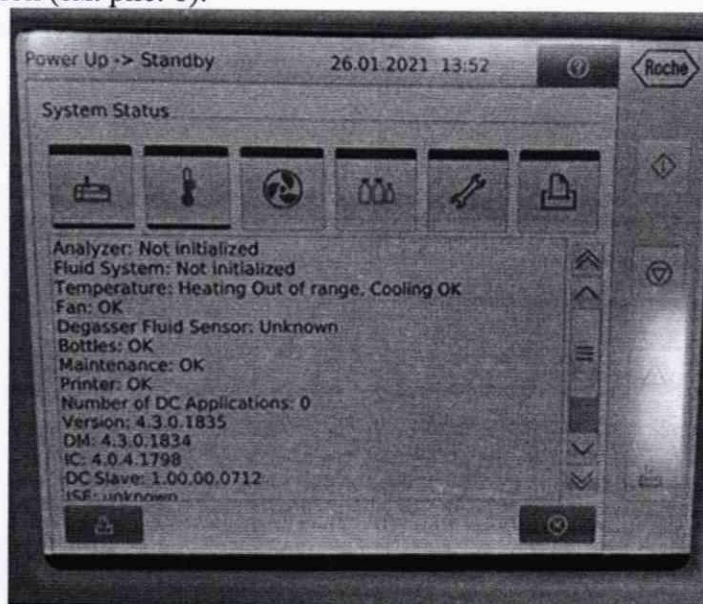 Power Up -> Standby 26.01.2021 13:52
Roche
System Status
Analyzer: Not initialized
Fluid System: Not initialized
Temperature: Heating Out of range, Cooling OK
Fan: OK
Degasser Fluid Sensor: Unknown
Bottles: OK
Maintenance: OK
Printer: OK
Number of DC Applications: 0
Version: 4.3.0.1835
DM: 4.3.0.1834
IC: 4.0.4.1798
DC Slave: 1.00.00.0712
ISE: unknown